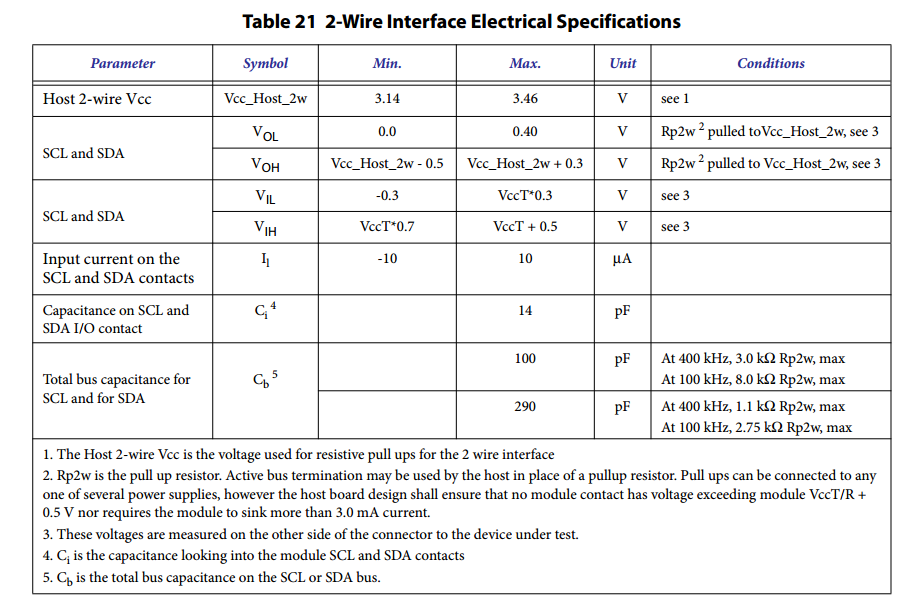 Table 21 2-Wire Interface Electrical Specifications
Parameter Symbol Min. Max. Unit Conditions
Host 2-wire Vcc Vcc_Host_2w 3.14 3.46 V see 1
SCL and SDA
VOL 0.0 0.40 V Rp2w 2 pulled toVcc_Host_2w, see 3
VOH Vcc_Host_2w - 0.5 Vcc_Host_2w + 0.3 V Rp2w 2 pulled to Vcc_Host_2w, see 3
SCL and SDA
VIL -0.3 VccT*0.3 V see 3
VIH VccT*0.7 VccT + 0.5 V see 3
Input current on the
SCL and SDA contacts
Il -10 10 μA
Capacitance on SCL and
SDA I/O contact
Ci 4 14 pF
Total bus capacitance for
SCL and for SDA
Cb 5
100 pF At 400 kHz, 3.0 kΩ Rp2w, max
At 100 kHz, 8.0 kΩ Rp2w, max
290 pF At 400 kHz, 1.1 kΩ Rp2w, max
At 100 kHz, 2.75 kΩ Rp2w, max
1. The Host 2-wire Vcc is the voltage used for resistive pull ups for the 2 wire interface
2. Rp2w is the pull up resistor. Active bus termination may be used by the host in place of a pullup resistor. Pull ups can be connected to any
one of several power supplies, however the host board design shall ensure that no module contact has voltage exceeding module VccT/R +
0.5 V nor requires the module to sink more than 3.0 mA current.
3. These voltages are measured on the other side of the connector to the device under test.
4. Ci is the capacitance looking into the module SCL and SDA contacts
5. Cb is the total bus capacitance on the SCL or SDA bus.